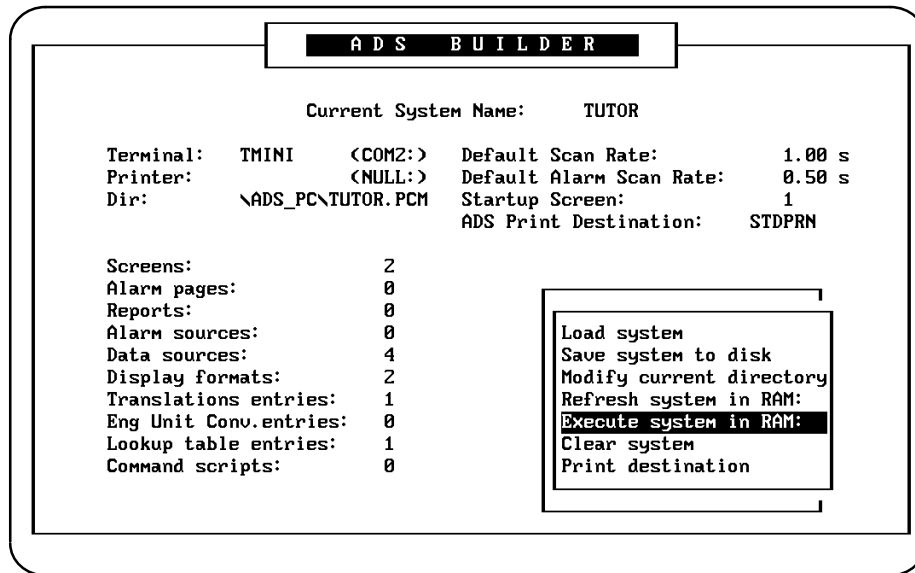 ADS BUILDER
Current System Name: TUTOR
Terminal: TMINI (COM2:) Default Scan Rate: 1.00 s
Printer: (NULL:) Default Alarm Scan Rate: 0.50 s
Dir: \ADS_PC\TUTOR.PCM Startup Screen: 1
ADS Print Destination: STDPRN
Screens: 2
Alarm pages: 0
Reports: 0
Alarm sources: 0
Data sources: 4
Display formats: 2
Translations entries: 1
Eng Unit Conv.entries: 0
Lookup table entries: 1
Command scripts: 0
Load system
Save system to disk
Modify current directory
Refresh system in RAM:
Execute system in RAM:
Clear system
Print destination